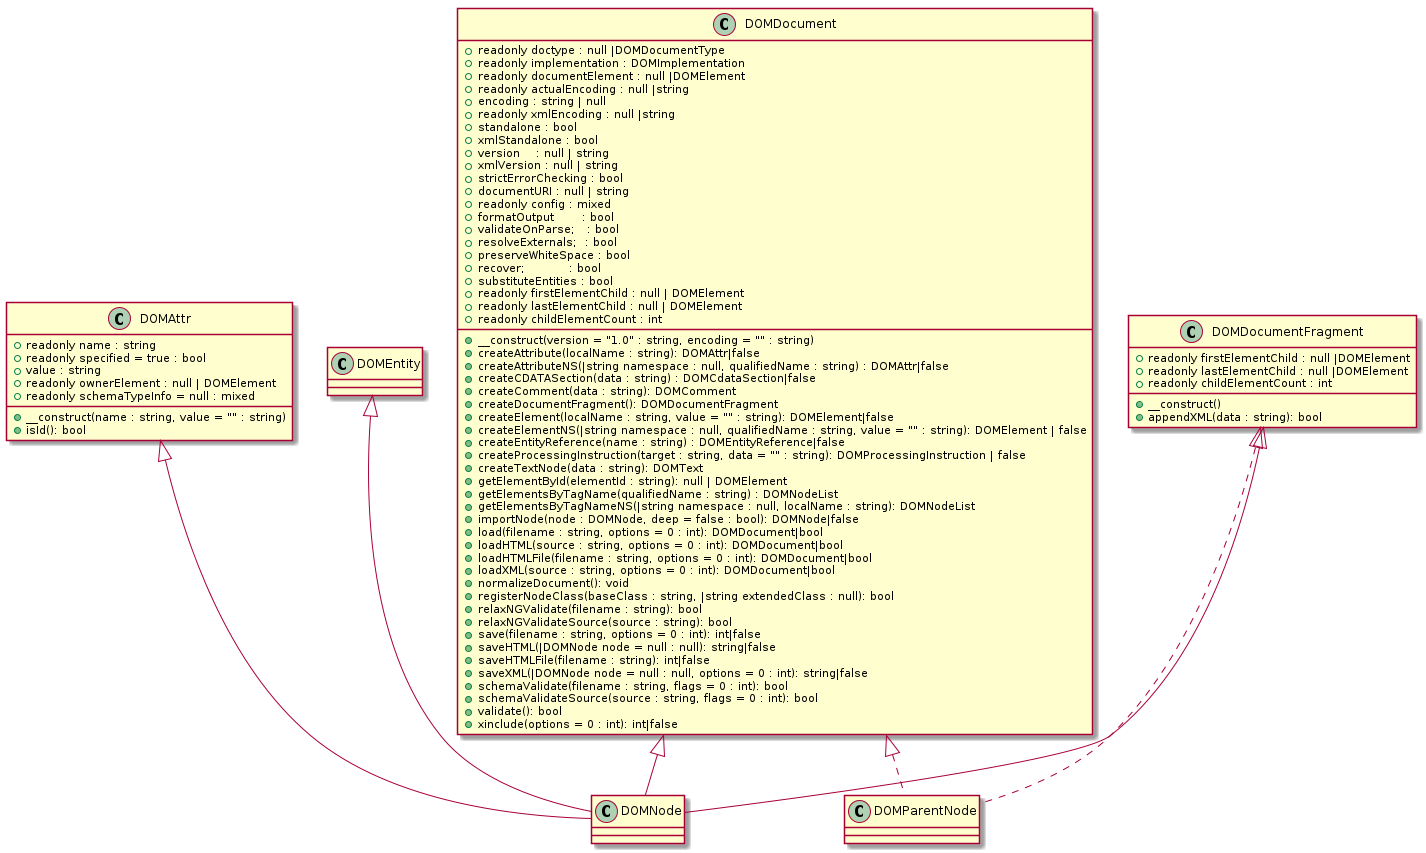 C DOMDocument
readonly doctype : null |DOMDocumentType
readonly implementation : DOMImplementation
readonly documentElement : null |DOMElement
readonly actualEncoding : null |string
encoding : string | null
readonly xmlEncoding : null |string
standalone : bool
xmlStandalone : bool
version    : null | string
xmlVersion : null | string
strictErrorChecking : bool
documentURI : null | string
readonly config : mixed
formatOutput       : bool
validateOnParse;   : bool
resolveExternals;  : bool
preserveWhiteSpace : bool
recover;           : bool
substituteEntities : bool
readonly firstElementChild : null | DOMElement
readonly lastElementChild : null | DOMElement
readonly childElementCount : int
__construct(version = "1.0" : string, encoding = "" : string)
createAttribute(localName : string): DOMAttr|false
createAttributeNS(|string namespace : null, qualifiedName : string) : DOMAttr|false
createCDATASection(data : string) : DOMCdataSection|false
createComment(data : string): DOMComment
createDocumentFragment(): DOMDocumentFragment
createElement(localName : string, value = "" : string): DOMElement|false
createElementNS(|string namespace : null, qualifiedName : string, value = "" : string): DOMElement | false
createEntityReference(name : string) : DOMEntityReference|false
createProcessingInstruction(target : string, data = "" : string): DOMProcessingInstruction | false
createTextNode(data : string): DOMText
getElementById(elementId : string): null | DOMElement
getElementsByTagName(qualifiedName : string) : DOMNodeList
getElementsByTagNameNS(|string namespace : null, localName : string): DOMNodeList
importNode(node : DOMNode, deep = false : bool): DOMNode|false
load(filename : string, options = 0 : int): DOMDocument|bool
loadHTML(source : string, options = 0 : int): DOMDocument|bool
loadHTMLFile(filename : string, options = 0 : int): DOMDocument|bool
loadXML(source : string, options = 0 : int): DOMDocument|bool
normalizeDocument(): void
registerNodeClass(baseClass : string, |string extendedClass : null): bool
relaxNGValidate(filename : string): bool
relaxNGValidateSource(source : string): bool
save(filename : string, options = 0 : int): int|false
saveHTML(|DOMNode node = null : null): string|false
saveHTMLFile(filename : string): int|false
saveXML(|DOMNode node = null : null, options = 0 : int): string|false
schemaValidate(filename : string, flags = 0 : int): bool
schemaValidateSource(source : string, flags = 0 : int): bool
validate(): bool
xinclude(options = 0 : int): int|false
C DOMAttr
readonly name : string
readonly specified = true : bool
value : string
readonly ownerElement : null | DOMElement
readonly schemaTypeInfo = null : mixed
__construct(name : string, value = "" : string)
isId(): bool
C DOMEntity
C DOMDocumentFragment
readonly firstElementChild : null |DOMElement
readonly lastElementChild : null |DOMElement
readonly childElementCount : int
__construct()
appendXML(data : string): bool
C DOMNode
C DOMParentNode